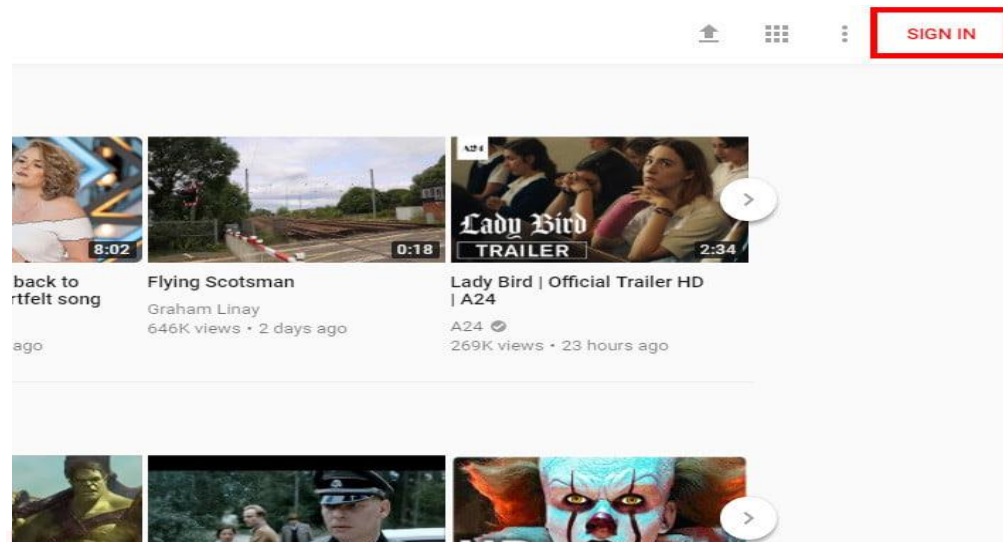 SIGN IN
A24
Lady Bird
TRAILER
8:02
0:18
2:34
back to
rtfelt song
ago
Flying Scotsman
Graham Linay
646K views • 2 days ago
Lady Bird | Official Trailer HD
| A24
A24
269K views • 23 hours ago